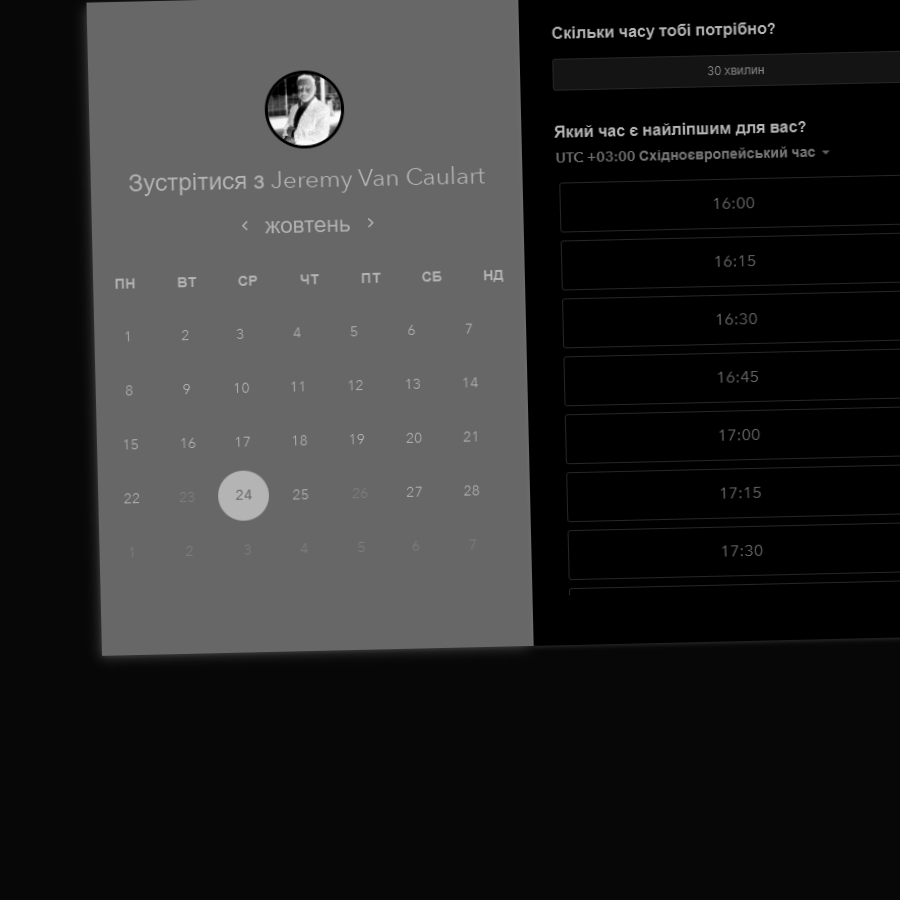 Зустрітися з Jeremy Van Caulart
жовтень
ПН ВТ СР ЧТ ПТ СБ НД
1 2 3 4 5 6 7
8 9 10 11 12 13 14
15 16 17 18 19 20 21
22 23 24 25 26 27 28
1 2 3 4 5 6 7
Скільки часу тобі потрібно?
30 хвилин
Який час є найліпшим для вас?
UTC +03:00 Східноєвропейський час
16:00
16:15
16:30
16:45
17:00
17:15
17:30